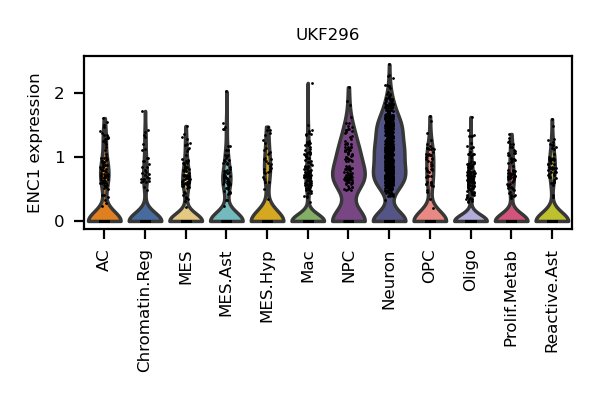 UKF296
ENC1 expression
2
1
0
AC
Chromatin.Reg
MES
MES.Ast
MES.Hyp
Mac
NPC
Neuron
OPC
Oligo
Prolif.Metab
Reactive.Ast